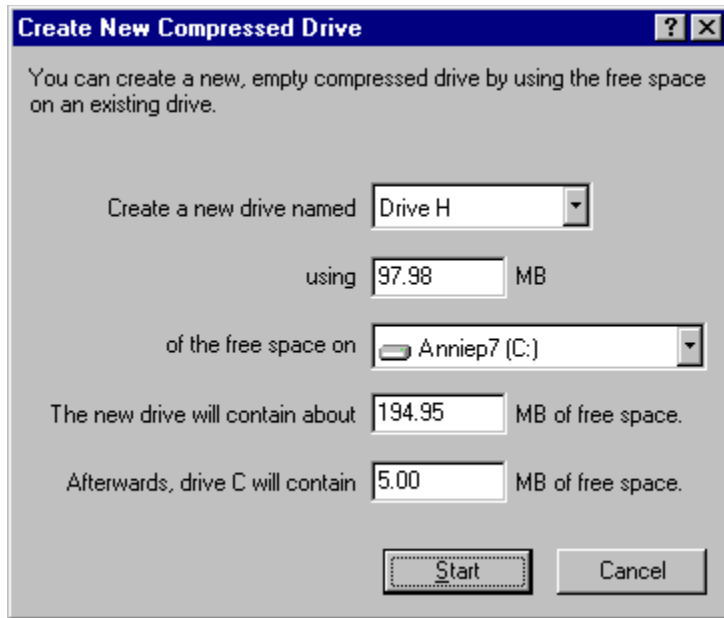 Create New Compressed Drive
You can create a new, empty compressed drive by using the free space
on an existing drive.
Create a new drive named Drive H
using 97.98 MB
of the free space on Anniep7 (C:)
The new drive will contain about 194.95 MB of free space.
Afterwards, drive C will contain 5.00 MB of free space.
Start Cancel